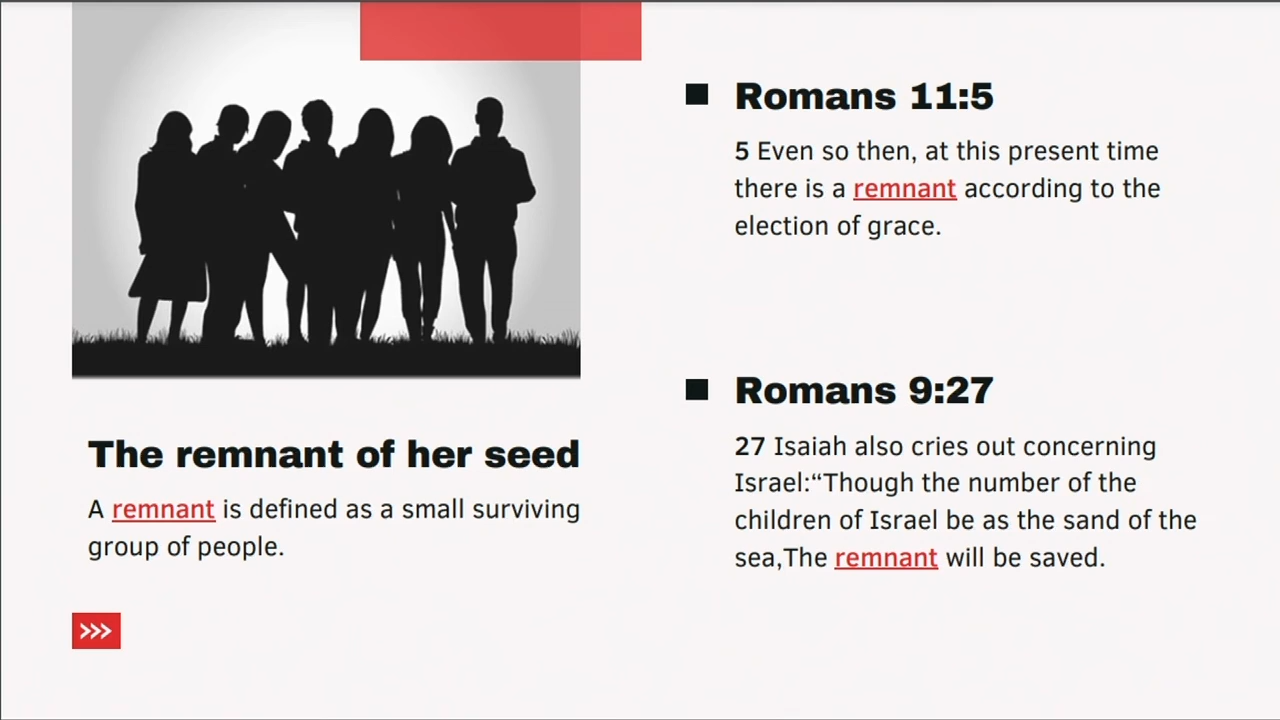 The remnant of her seed
A remnant is defined as a small surviving
group of people.
>>>
Romans 11:5
5 Even so then, at this present time
there is a remnant according to the
election of grace.
Romans 9:27
27 Isaiah also cries out concerning
Israel:“Though the number of the
children of Israel be as the sand of the
sea,The remnant will be saved.